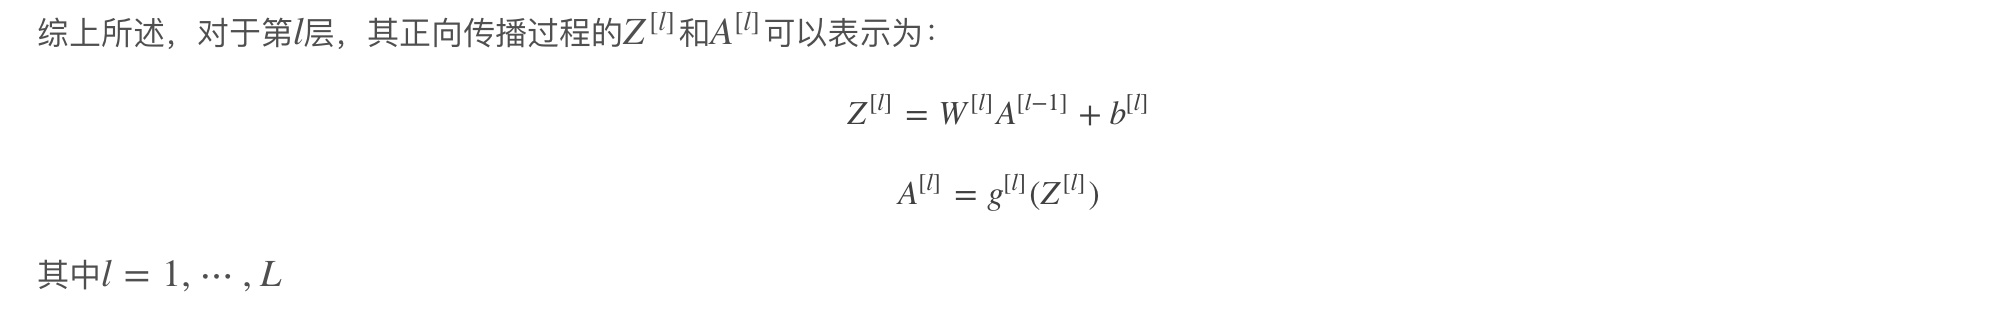 综上所述，对于第l层，其正向传播过程的Z^{[l]}和A^{[l]}可以表示为：
Z^{[l]} = W^{[l]}A^{[l−1]} + b^{[l]}
A^{[l]} = g^{[l]}(Z^{[l]})
其中l = 1, ⋯ , L